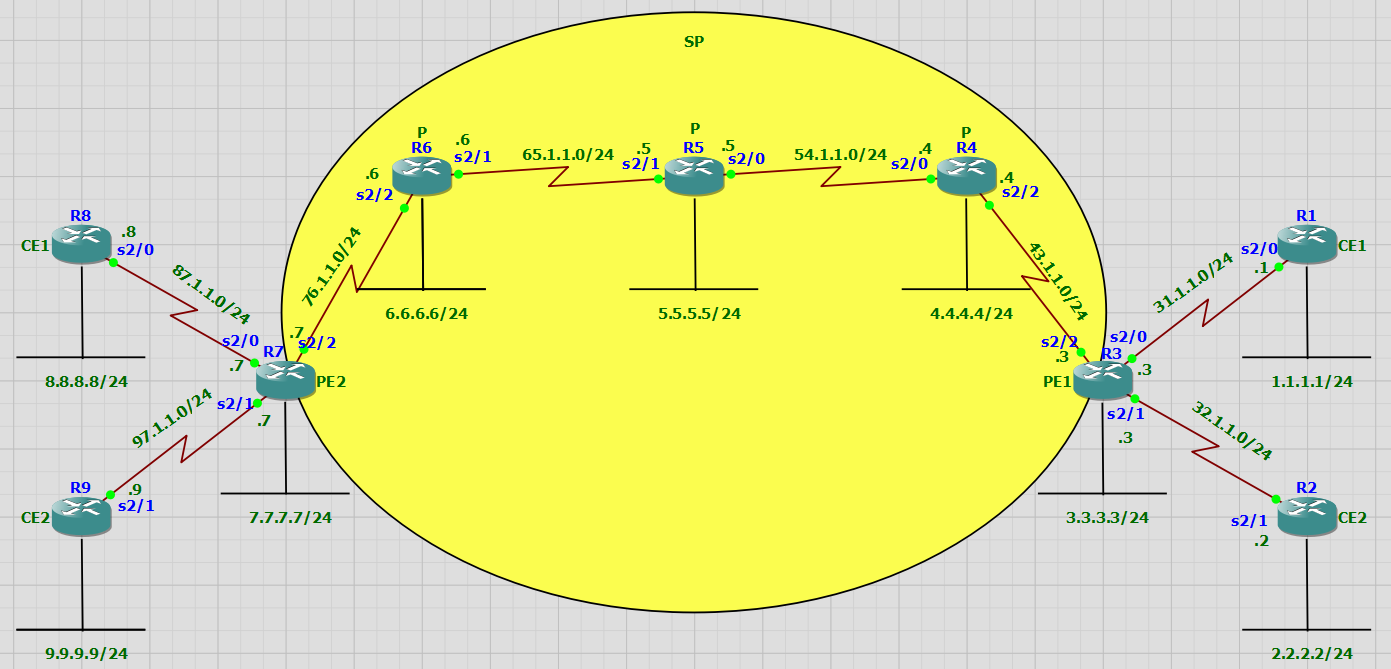 SP
P
R6
.6
s2/1
.6
s2/2
65.1.1.0/24
P
R5
.5
s2/1
.5
s2/0
54.1.1.0/24
P
R4
.4
s2/0
.4
s2/2
R8
CE1
.8
s2/0
87.1.1.0/24
8.8.8.8/24
76.1.1.0/24
6.6.6.6/24
5.5.5.5/24
4.4.4.4/24
43.1.1.0/24
R1
CE1
s2/0
.1
31.1.1.0/24
1.1.1.1/24
s2/0
.7
R7
.7
s2/2
PE2
s2/1
.7
7.7.7.7/24
97.1.1.0/24
R9
CE2
.9
s2/1
9.9.9.9/24
s2/2
.3
R3
PE1
s2/0
.3
s2/1
.3
3.3.3.3/24
32.1.1.0/24
R2
CE2
s2/1
.2
2.2.2.2/24